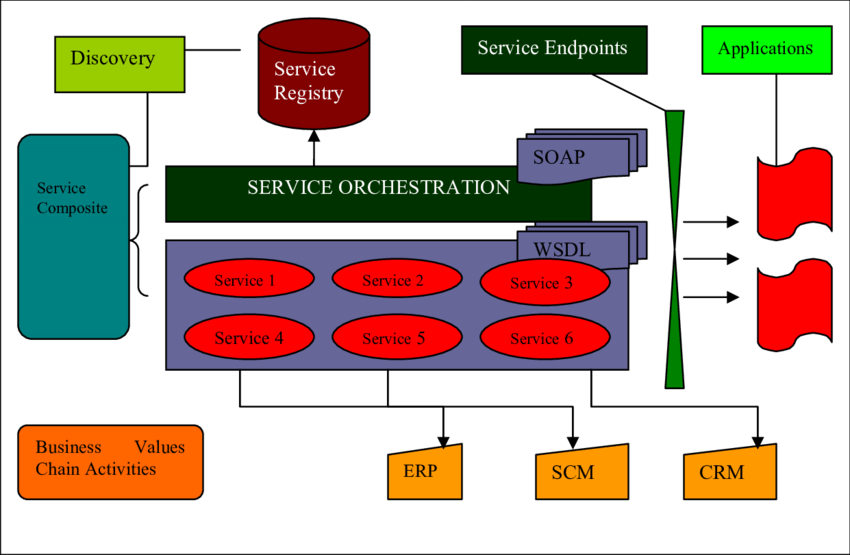 Discovery
Service
Registry
Service Endpoints
Applications
SOAP
Service
Composite
SERVICE ORCHESTRATION
WSDL
Service 1
Service 2
Service 3
Service 4
Service 5
Service 6
Business Values
Chain Activities
ERP
SCM
CRM